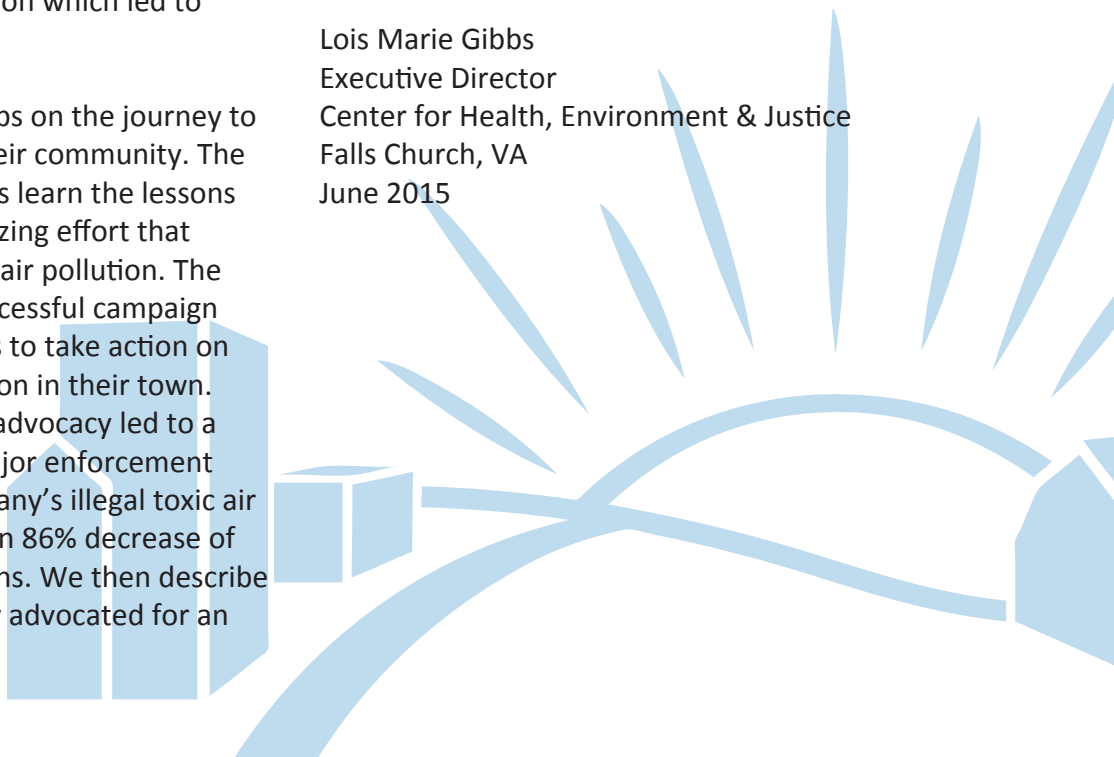 on which led to
ps on the journey to
eir community. The
s learn the lessons
zing effort that
air pollution. The
ccessful campaign
s to take action on
on in their town.
advocacy led to a
jor enforcement
any's illegal toxic air
n 86% decrease of
ns. We then describe
y advocated for an
Lois Marie Gibbs
Executive Director
Center for Health, Environment & Justice
Falls Church, VA
June 2015